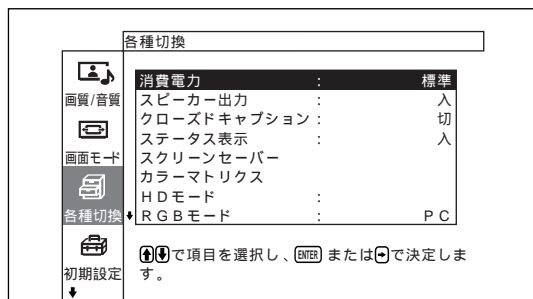 各種切換
画質/音質
画面モード
各種切換
初期設定
消費電力 : 標準
スピーカー出力 : 入
クローズドキャプション : 切
ステータス表示 : 入
スクリーンセーバー
カラーマトリクス
HDモード :
RGBモード : PC
で項目を選択し、ENTER またはで決定しま
す。